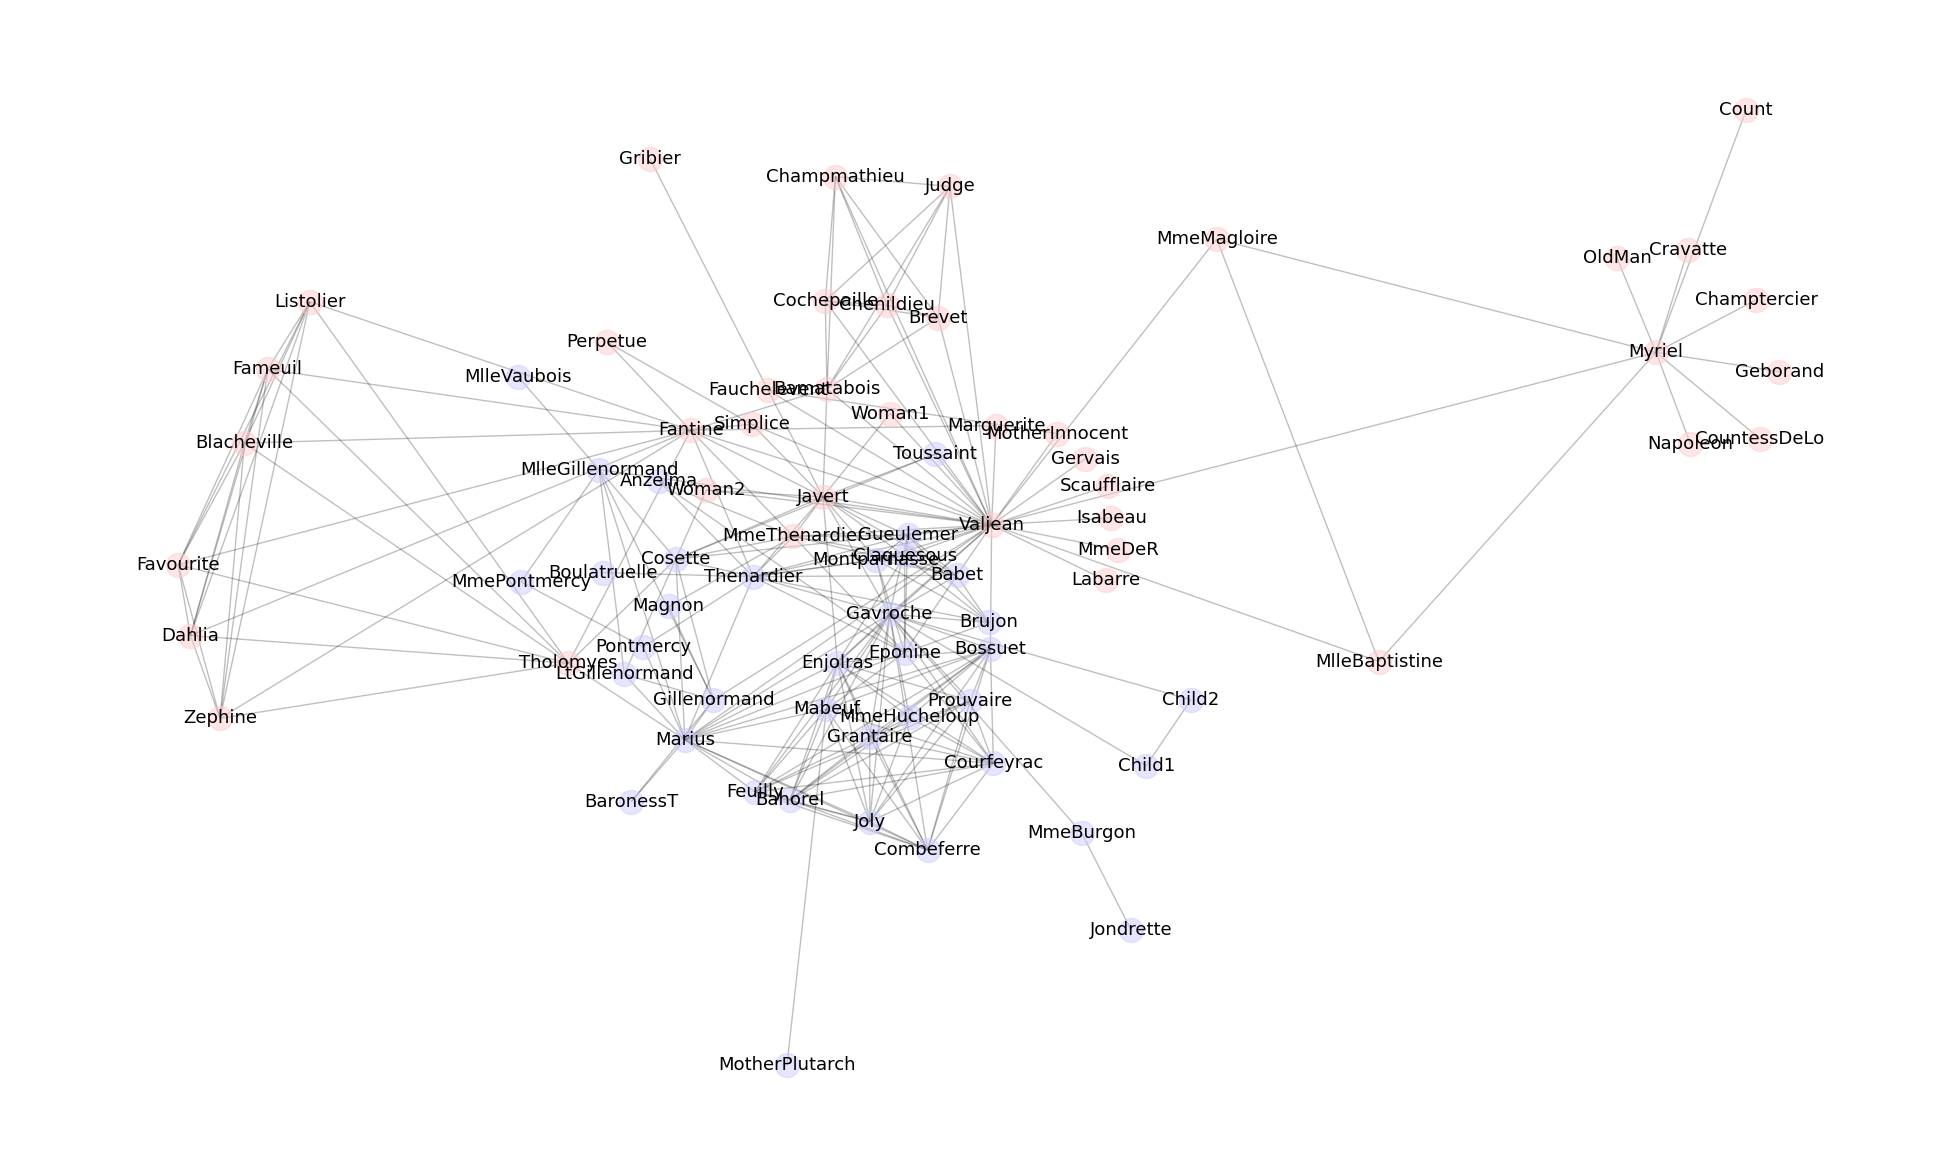 Count
Gribier
Champmathieu
Judge
MmeMagloire
Cravatte
OldMan
Listolier
Cochepaille
Chenildieu
Champtercier
Brevet
Perpetue
Myriel
Fameuil
Geborand
MlleVaubois
Fauchelevent
Bamatabois
Woman1
Simplice
Marguerite
Fantine
MotherInnocent
CountessDeLo
Napoleon
Blacheville
Toussaint
Gervais
MlleGillenormand
Anzelma
Scaufflaire
Woman2
Javert
Isabeau
Valjean
MmeThenardier
Gueulemer
MmeDeR
Claquesous
Montparnasse
Cosette
Favourite
Boulatruelle
Babet
Thenardier
Labarre
MmePontmercy
Magnon
Gavroche
Brujon
Dahlia
Pontmercy
Bossuet
Eponine
Tholomyes
Enjolras
MlleBaptistine
LtGillenormand
Gillenormand
Child2
Prouvaire
Mabeuf
MmeHucheloup
Zephine
Grantaire
Marius
Courfeyrac
Child1
Feuilly
Bahorel
BaronessT
Joly
MmeBurgon
Combeferre
Jondrette
MotherPlutarch